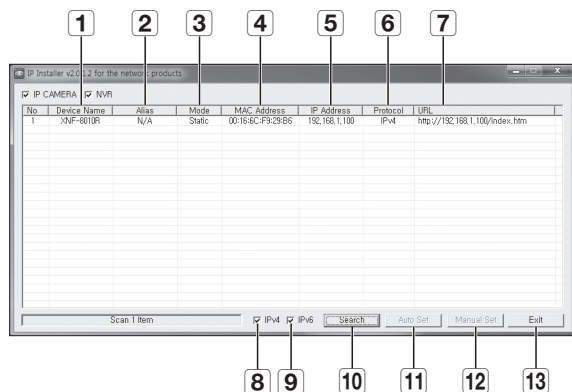 1 2 3 4 5 6 7
IP Installer v2.0.1.2 for the network products
IP CAMERA NVR
No Device Name Alias Mode MAC Address IP Address Protocol URL
1 XNF-8010R N/A Static 00:16:6C:F9:29:B6 192,168,1,100 IPv4 http://192,168,1,100/index,htm
Scan 1 Item IPv4 IPv6 Search Auto Set Manual Set Exit
8 9 10 11 12 13